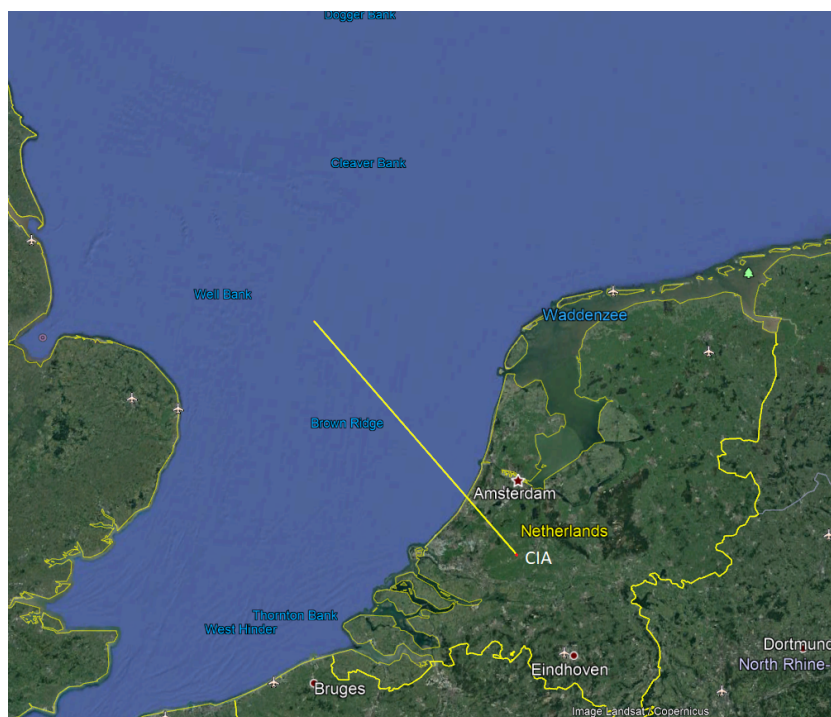 Dogger Bank
Cleaver Bank
Well Bank
Waddenzee
Brown Ridge
Amsterdam
Netherlands
CIA
Thornton Bank
West Hinder
Dortmund
Eindhoven
North Rhine-
Bruges
Image Landsat / Copernicus